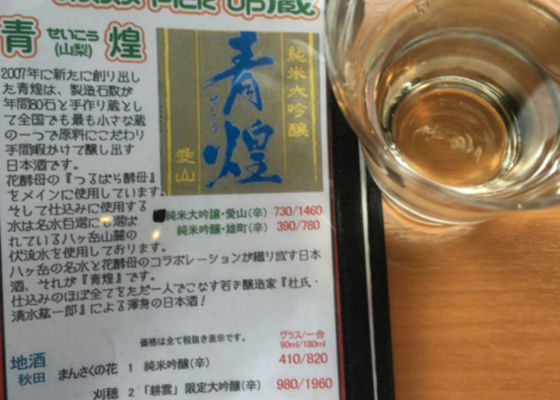 PICK UP蔵
青煌
せいこう
(山梨)
2007年に新たに創り出し
た青煌は、製造石数が
年間80石と手作り蔵とし
て全国でも最も小さな蔵
の一つで原料にこだわり
手間暇かけて醸し出す
日本酒です。
花酵母の『つるばら酵母』
をメインに使用しています。
そして仕込みに使用する
水は名水百選にも選ば
れている八ヶ岳山麓の
伏流水を使用しております。
八ヶ岳の名水と花酵母のコラボレーションが織り成す日本
酒、それが『青煌』です。
仕込みのほぼ全てをただ一人でこなす若き醸造家『杜氏・
清水紘一郎』による渾身の日本酒！
純米大吟醸
青煌
せいこう
愛山
純米大吟醸・愛山(辛) 730/1460
純米吟醸・雄町(辛) 390/780
価格は全て税抜き表示です。
グラス/一合
90ml/180ml
地酒
秋田
まんさくの花 1 純米吟醸(辛) 410/820
刈穂 2 「耕雲」限定大吟醸(辛) 980/1960